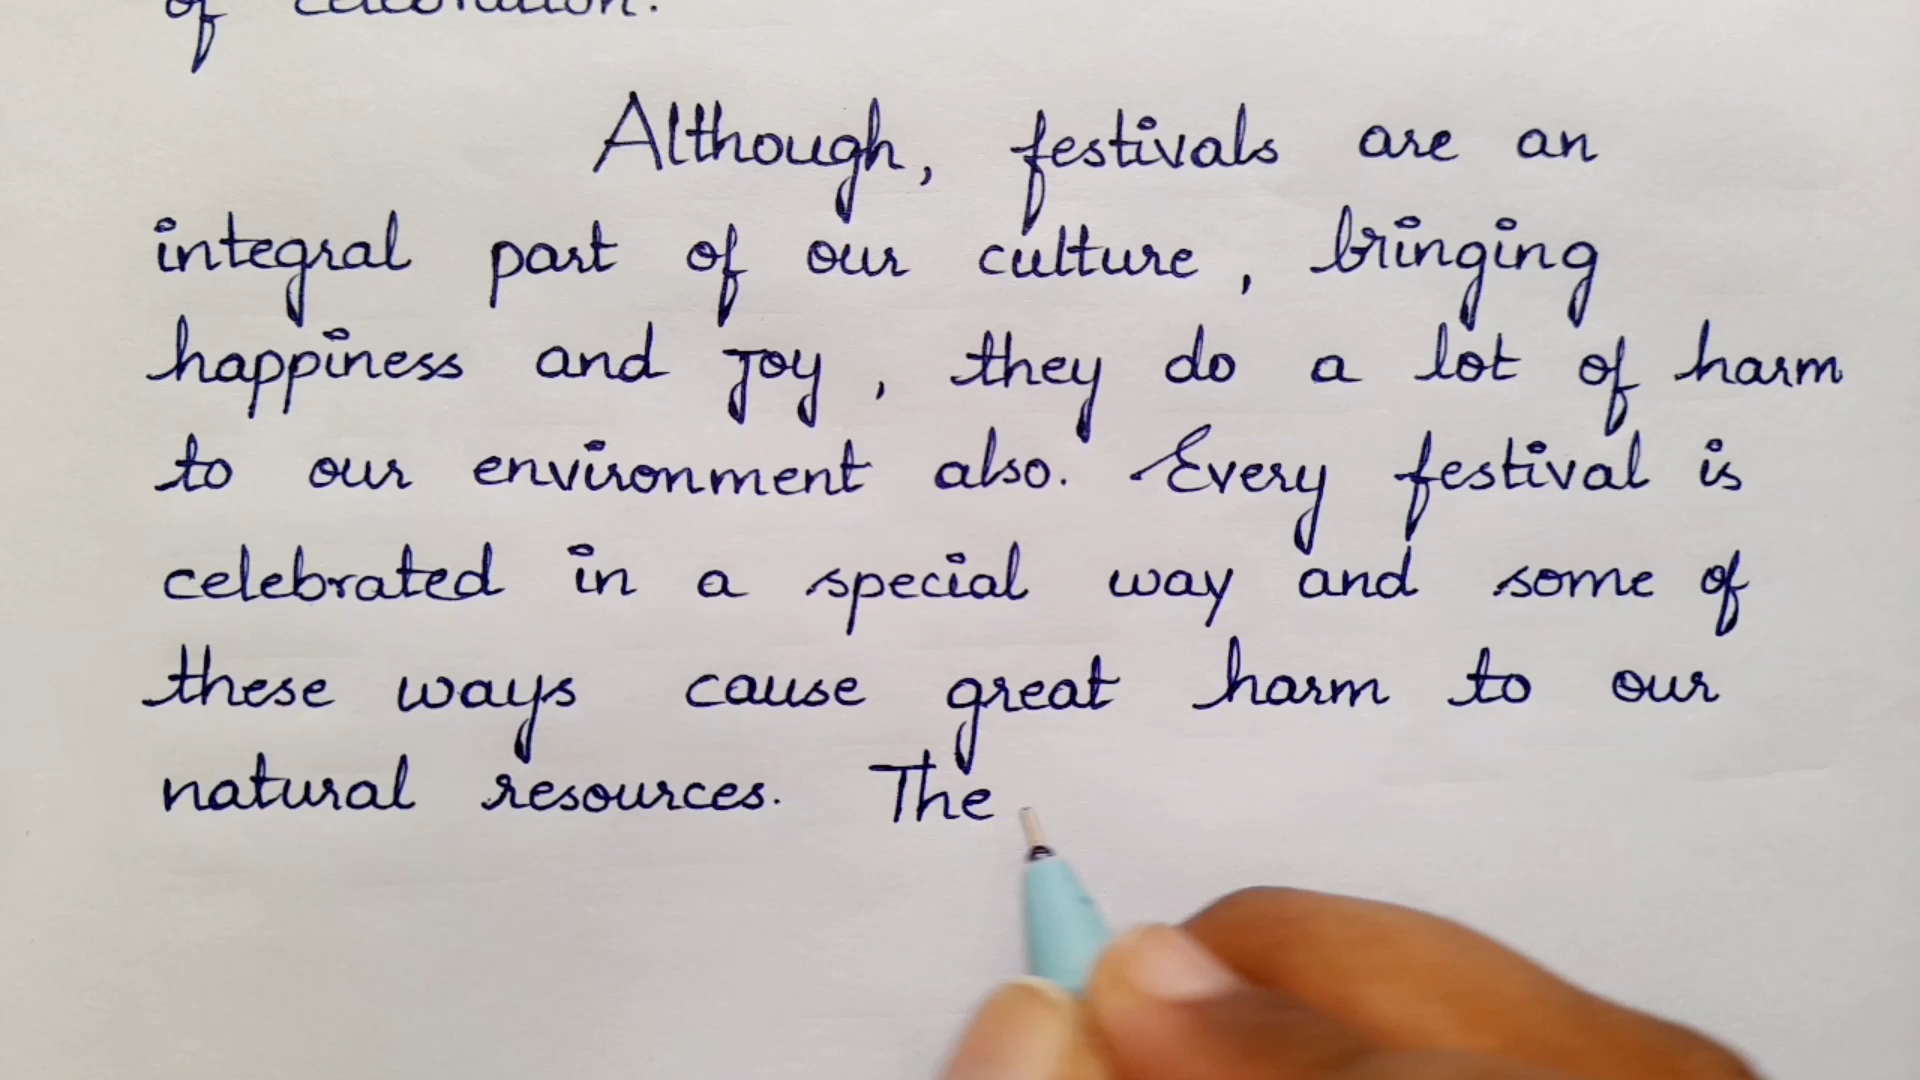 of celebration.
Although, festivals are an
integral part of our culture, bringing
happiness and joy, they do a lot of harm
to our environment also. Every festival is
celebrated in a special way and some of
these ways cause great harm to our
natural resources. The